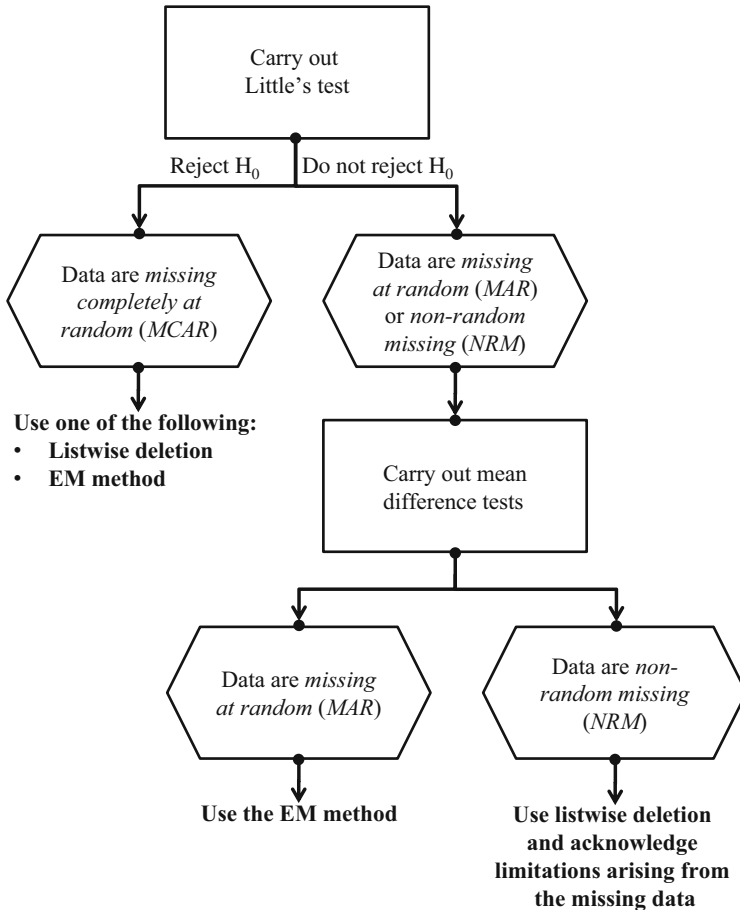 Carry out
Little's test
Reject H₀
Do not reject H₀
Data are missing
completely at
random (MCAR)
Data are missing
at random (MAR)
or non-random
missing (NRM)
Use one of the following:
• Listwise deletion
• EM method
Carry out mean
difference tests
Data are missing
at random (MAR)
Data are non-
random missing
(NRM)
Use the EM method
Use listwise deletion
and acknowledge
limitations arising from
the missing data